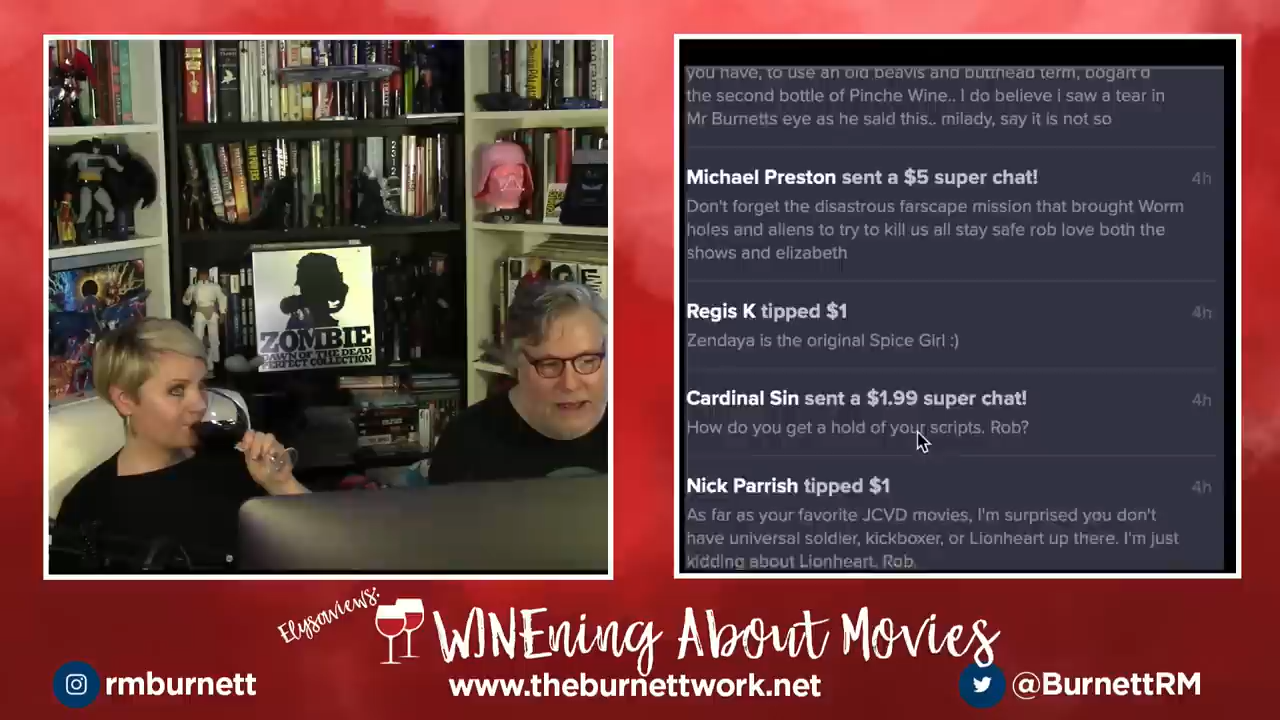 you have, to use an old beavis and butthead term, bogart'd
the second bottle of Pinche Wine.. I do believe i saw a tear in
Mr Burnetts eye as he said this.. milady, say it is not so
Michael Preston sent a $5 super chat!
4h
Don't forget the disastrous farscape mission that brought Worm
holes and aliens to try to kill us all stay safe rob love both the
shows and elizabeth
Regis K tipped $1
4h
Zendaya is the original Spice Girl :)
Cardinal Sin sent a $1.99 super chat!
4h
How do you get a hold of your scripts. Rob?
Nick Parrish tipped $1
4h
As far as your favorite JCVD movies, I'm surprised you don't
have universal soldier, kickboxer, or Lionheart up there. I'm just
kidding about Lionheart. Rob.
ZOMBIE
DAWN OF THE DEAD
PERFECT COLLECTION
Elysaviews:
WINEning About Movies
rmburnett
www.theburnettwork.net
@BurnettRM